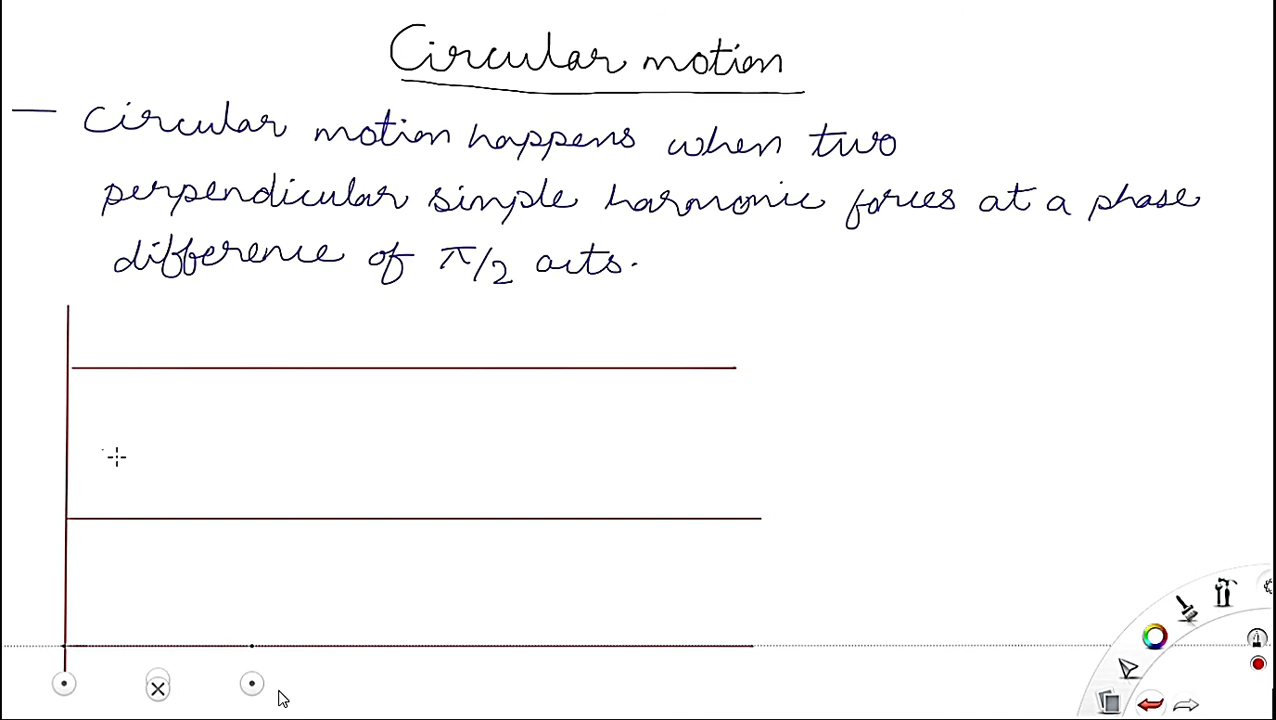 Circular motion
— circular motion happens when two
perpendicular simple harmonic forces at a phase
difference of π/2 acts.